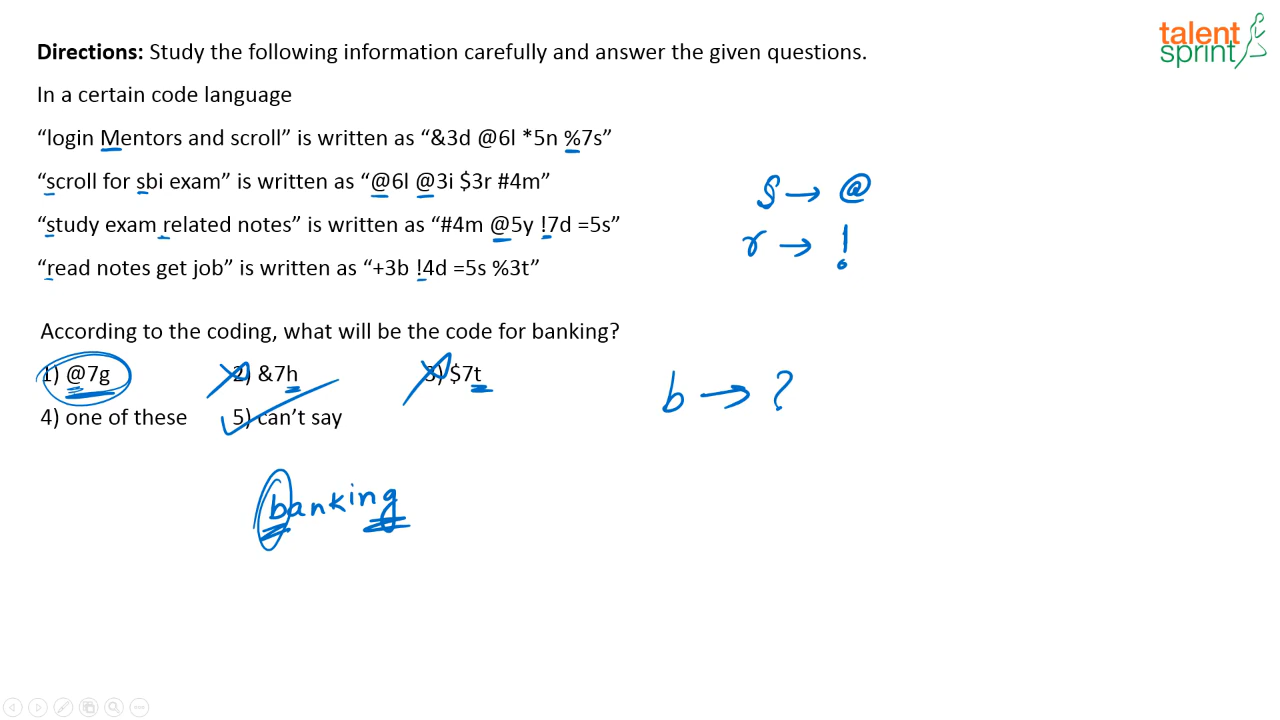 talent
sprint
Directions: Study the following information carefully and answer the given questions.
In a certain code language
“login Mentors and scroll” is written as “&3d @6l *5n %7s”
“scroll for sbi exam” is written as “@6l @3i $3r #4m”
“study exam related notes” is written as “#4m @5y !7d =5s”
“read notes get job” is written as “+3b !4d =5s %3t”
s → @
r → !
According to the coding, what will be the code for banking?
1) @7g 2) &7h 3) $7t
4) one of these 5) can’t say
b → ?
banking